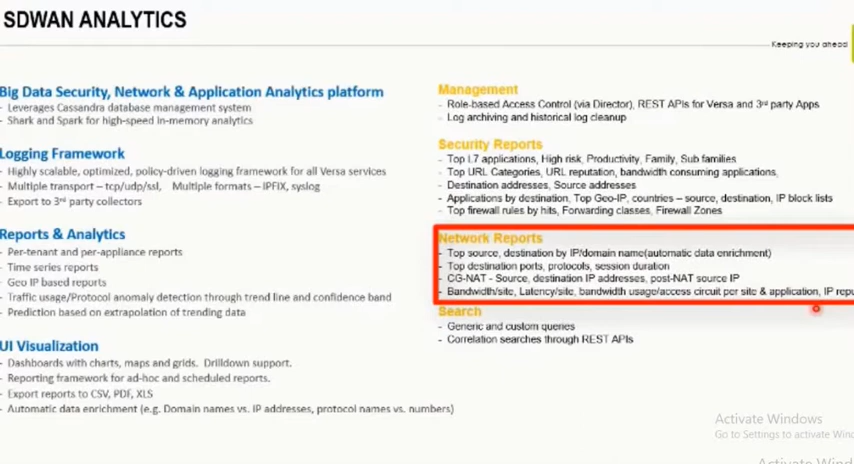 SDWAN ANALYTICS
Keeping you ahead
Big Data Security, Network & Application Analytics platform
- Leverages Cassandra database management system
- Shark and Spark for high-speed in-memory analytics
Logging Framework
- Highly scalable, optimized, policy-driven logging framework for all Versa services
- Multiple transport – tcp/udp/ssl, Multiple formats – IPFIX, syslog
- Export to 3rd party collectors
Reports & Analytics
- Per-tenant and per-appliance reports
- Time series reports
- Geo IP based reports
- Traffic usage/Protocol anomaly detection through trend line and confidence band
- Prediction based on extrapolation of trending data
UI Visualization
- Dashboards with charts, maps and grids. Drilldown support.
- Reporting framework for ad-hoc and scheduled reports.
- Export reports to CSV, PDF, XLS
- Automatic data enrichment (e.g. Domain names vs. IP addresses, protocol names vs. numbers)
Management
- Role-based Access Control (via Director), REST APIs for Versa and 3rd party Apps
- Log archiving and historical log cleanup
Security Reports
- Top L7 applications, High risk, Productivity, Family, Sub families
- Top URL Categories, URL reputation, bandwidth consuming applications,
- Destination addresses, Source addresses
- Applications by destination, Top Geo-IP, countries – source, destination, IP block lists
- Top firewall rules by hits, Forwarding classes, Firewall Zones
Network Reports
- Top source, destination by IP/domain name(automatic data enrichment)
- Top destination ports, protocols, session duration
- CG-NAT - Source, destination IP addresses, post-NAT source IP
- Bandwidth/site, Latency/site, bandwidth usage/access circuit per site & application, IP repu
Search
- Generic and custom queries
- Correlation searches through REST APIs
Activate Windows
Go to Settings to activate Win
Activate Wind